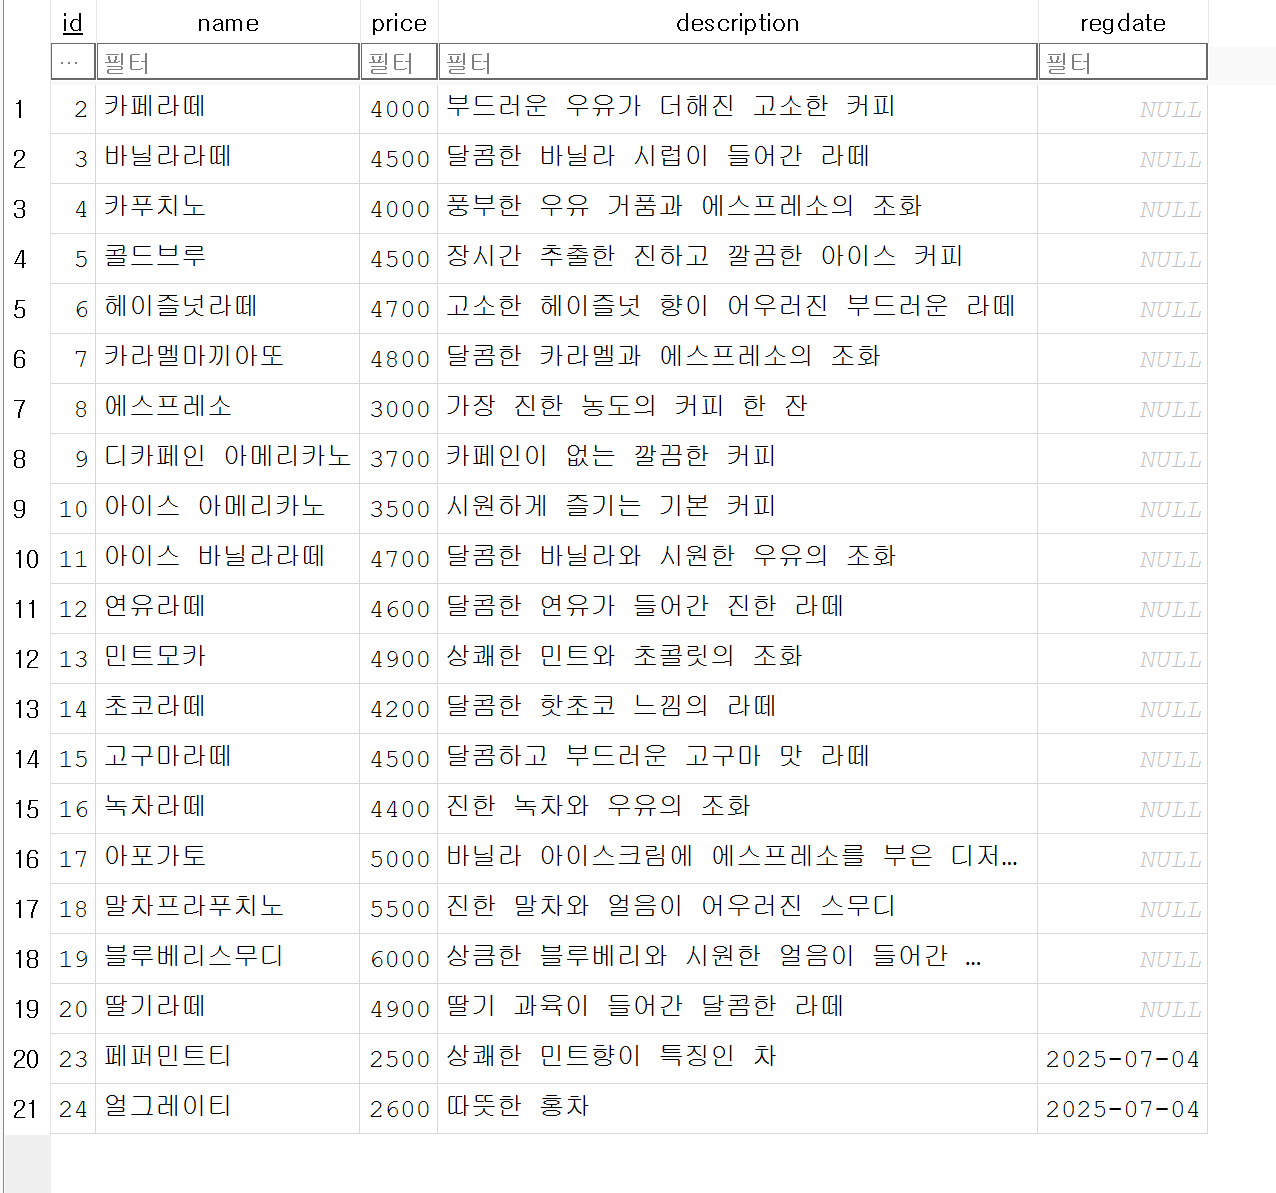 id name price description regdate
… 필터 필터 필터 필터
1 2 카페라떼 4000 부드러운 우유가 더해진 고소한 커피 NULL
2 3 바닐라라떼 4500 달콤한 바닐라 시럽이 들어간 라떼 NULL
3 4 카푸치노 4000 풍부한 우유 거품과 에스프레소의 조화 NULL
4 5 콜드브루 4500 장시간 추출한 진하고 깔끔한 아이스 커피 NULL
5 6 헤이즐넛라떼 4700 고소한 헤이즐넛 향이 어우러진 부드러운 라떼 NULL
6 7 카라멜마끼아또 4800 달콤한 카라멜과 에스프레소의 조화 NULL
7 8 에스프레소 3000 가장 진한 농도의 커피 한 잔 NULL
8 9 디카페인 아메리카노 3700 카페인이 없는 깔끔한 커피 NULL
9 10 아이스 아메리카노 3500 시원하게 즐기는 기본 커피 NULL
10 11 아이스 바닐라라떼 4700 달콤한 바닐라와 시원한 우유의 조화 NULL
11 12 연유라떼 4600 달콤한 연유가 들어간 진한 라떼 NULL
12 13 민트모카 4900 상쾌한 민트와 초콜릿의 조화 NULL
13 14 초코라떼 4200 달콤한 핫초코 느낌의 라떼 NULL
14 15 고구마라떼 4500 달콤하고 부드러운 고구마 맛 라떼 NULL
15 16 녹차라떼 4400 진한 녹차와 우유의 조화 NULL
16 17 아포가토 5000 바닐라 아이스크림에 에스프레소를 부은 디저… NULL
17 18 말차프라푸치노 5500 진한 말차와 얼음이 어우러진 스무디 NULL
18 19 블루베리스무디 6000 상큼한 블루베리와 시원한 얼음이 들어간 … NULL
19 20 딸기라떼 4900 딸기 과육이 들어간 달콤한 라떼 NULL
20 23 페퍼민트티 2500 상쾌한 민트향이 특징인 차 2025-07-04
21 24 얼그레이티 2600 따뜻한 홍차 2025-07-04